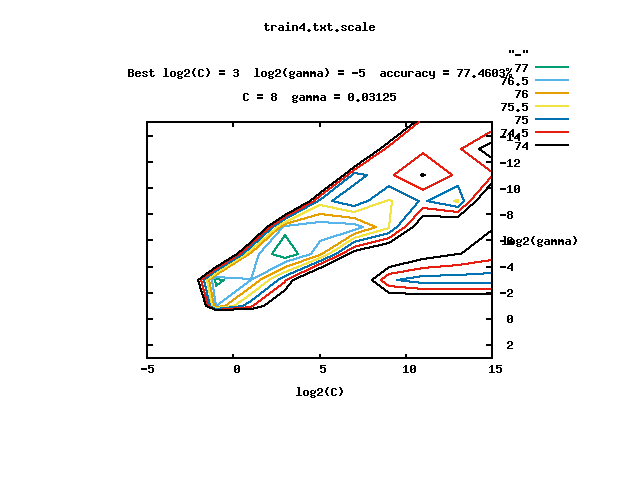 train4.txt.scale
"-"
Best log2(C) = 3  log2(gamma) = -5  accuracy = 77.4603%
C = 8  gamma = 0.03125
77
76.5
76
75.5
75
74.5
74
-14
-12
-10
-8
-6
-4
-2
0
2
log2(gamma)
-5 0 5 10 15
log2(C)